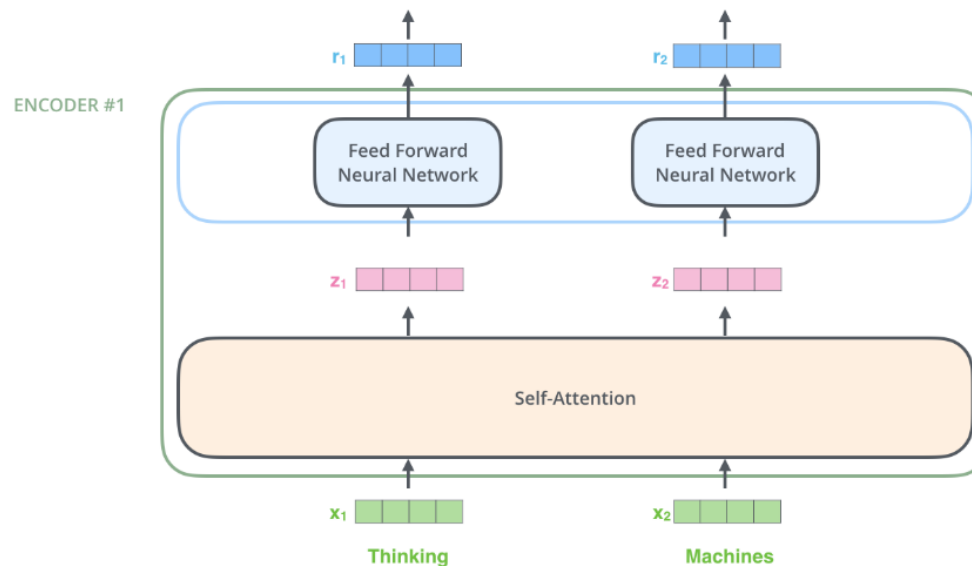 r₁
r₂
ENCODER #1
Feed Forward
Neural Network
Feed Forward
Neural Network
z₁
z₂
Self-Attention
x₁
x₂
Thinking
Machines